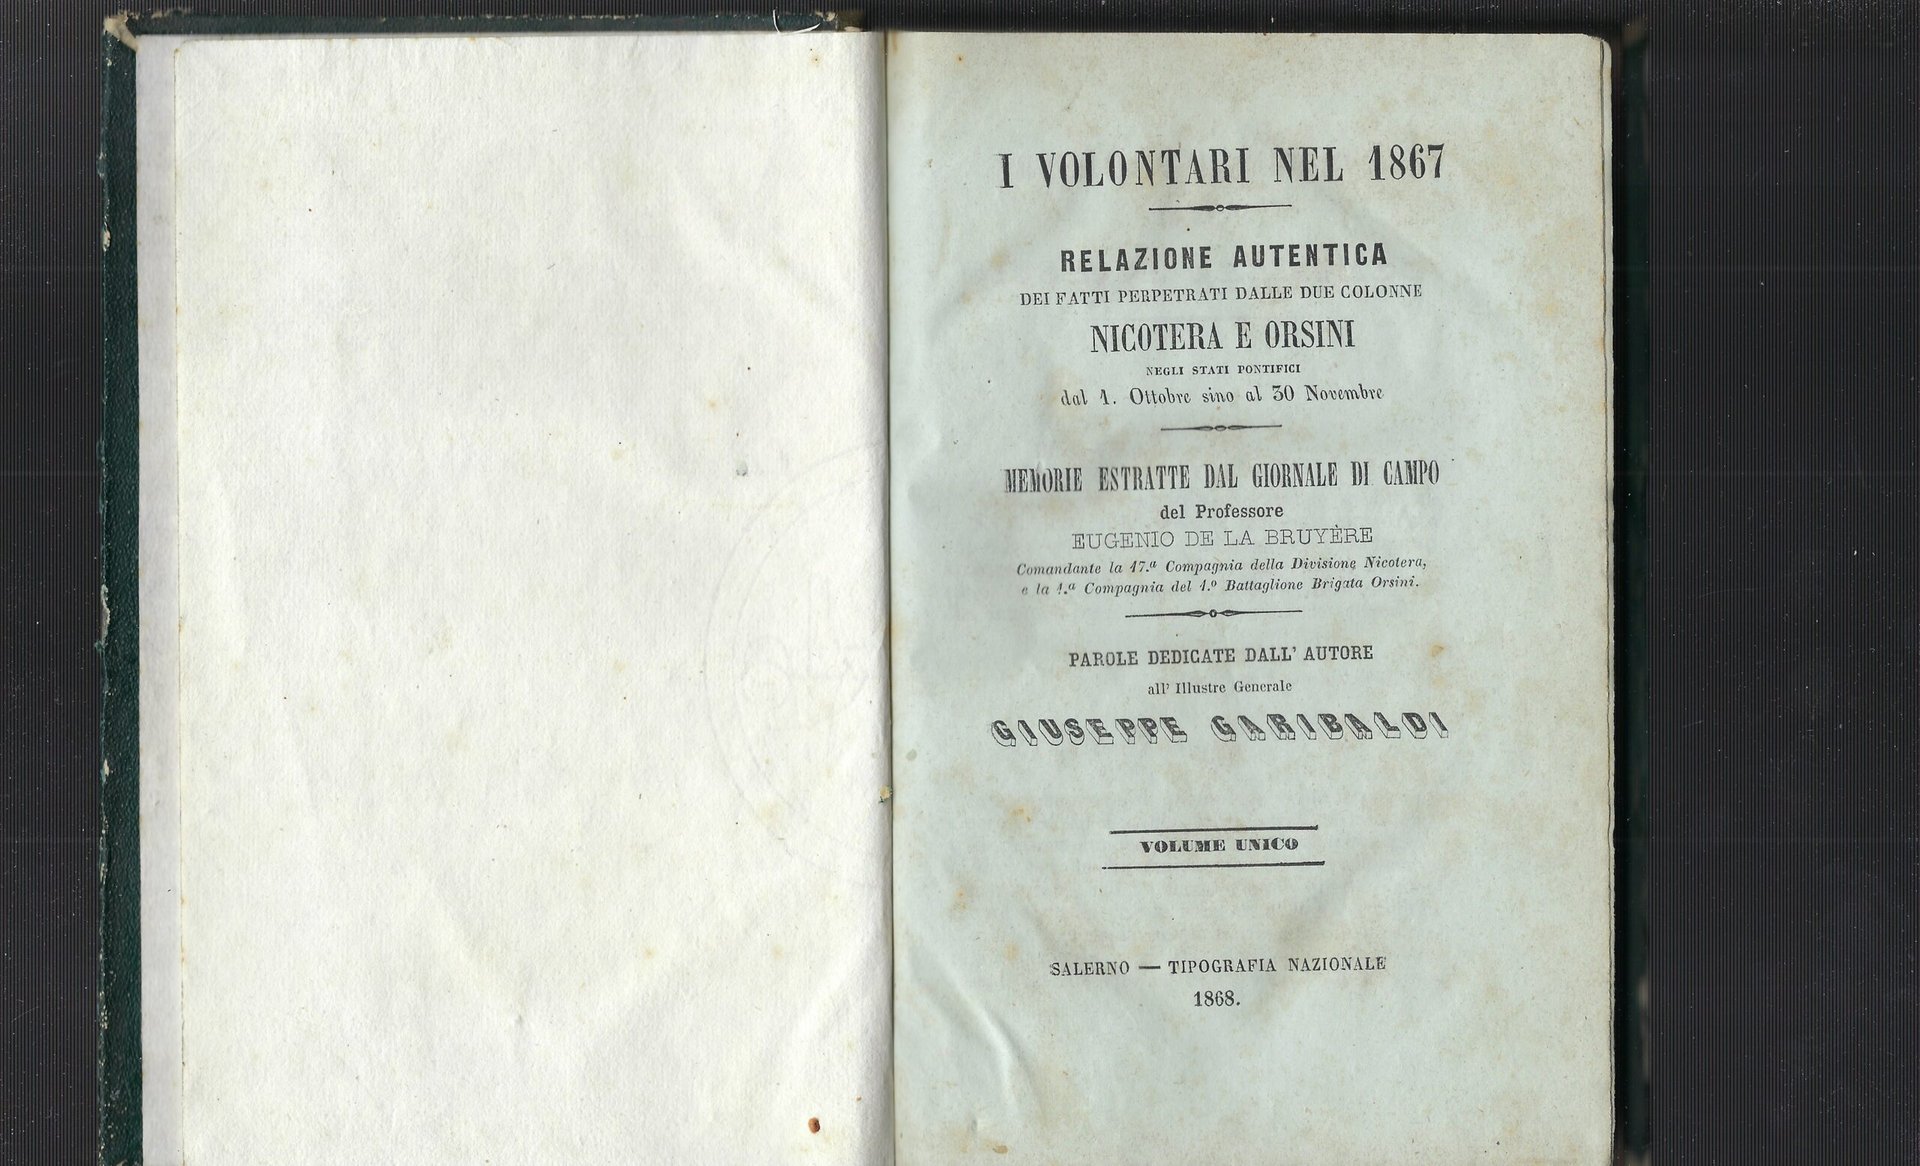 I VOLONTARI NEL 1867
RELAZIONE AUTENTICA
DEI FATTI PERPETRATI DALLE DUE COLONNE
NICOTERA E ORSINI
NEGLI STATI PONTIFICI
dal 1. Ottobre sino al 30 Novembre
MEMORIE ESTRATTE DAL GIORNALE DI CAMPO
del Professore
EUGENIO DE LA BRUYÈRE
Comandante la 17.ª Compagnia della Divisione Nicotera,
e la 1.ª Compagnia del 1.º Battaglione Brigata Orsini.
PAROLE DEDICATE DALL' AUTORE
all' Illustre Generale
GIUSEPPE GARIBALDI
VOLUME UNICO
SALERNO — TIPOGRAFIA NAZIONALE
1868.